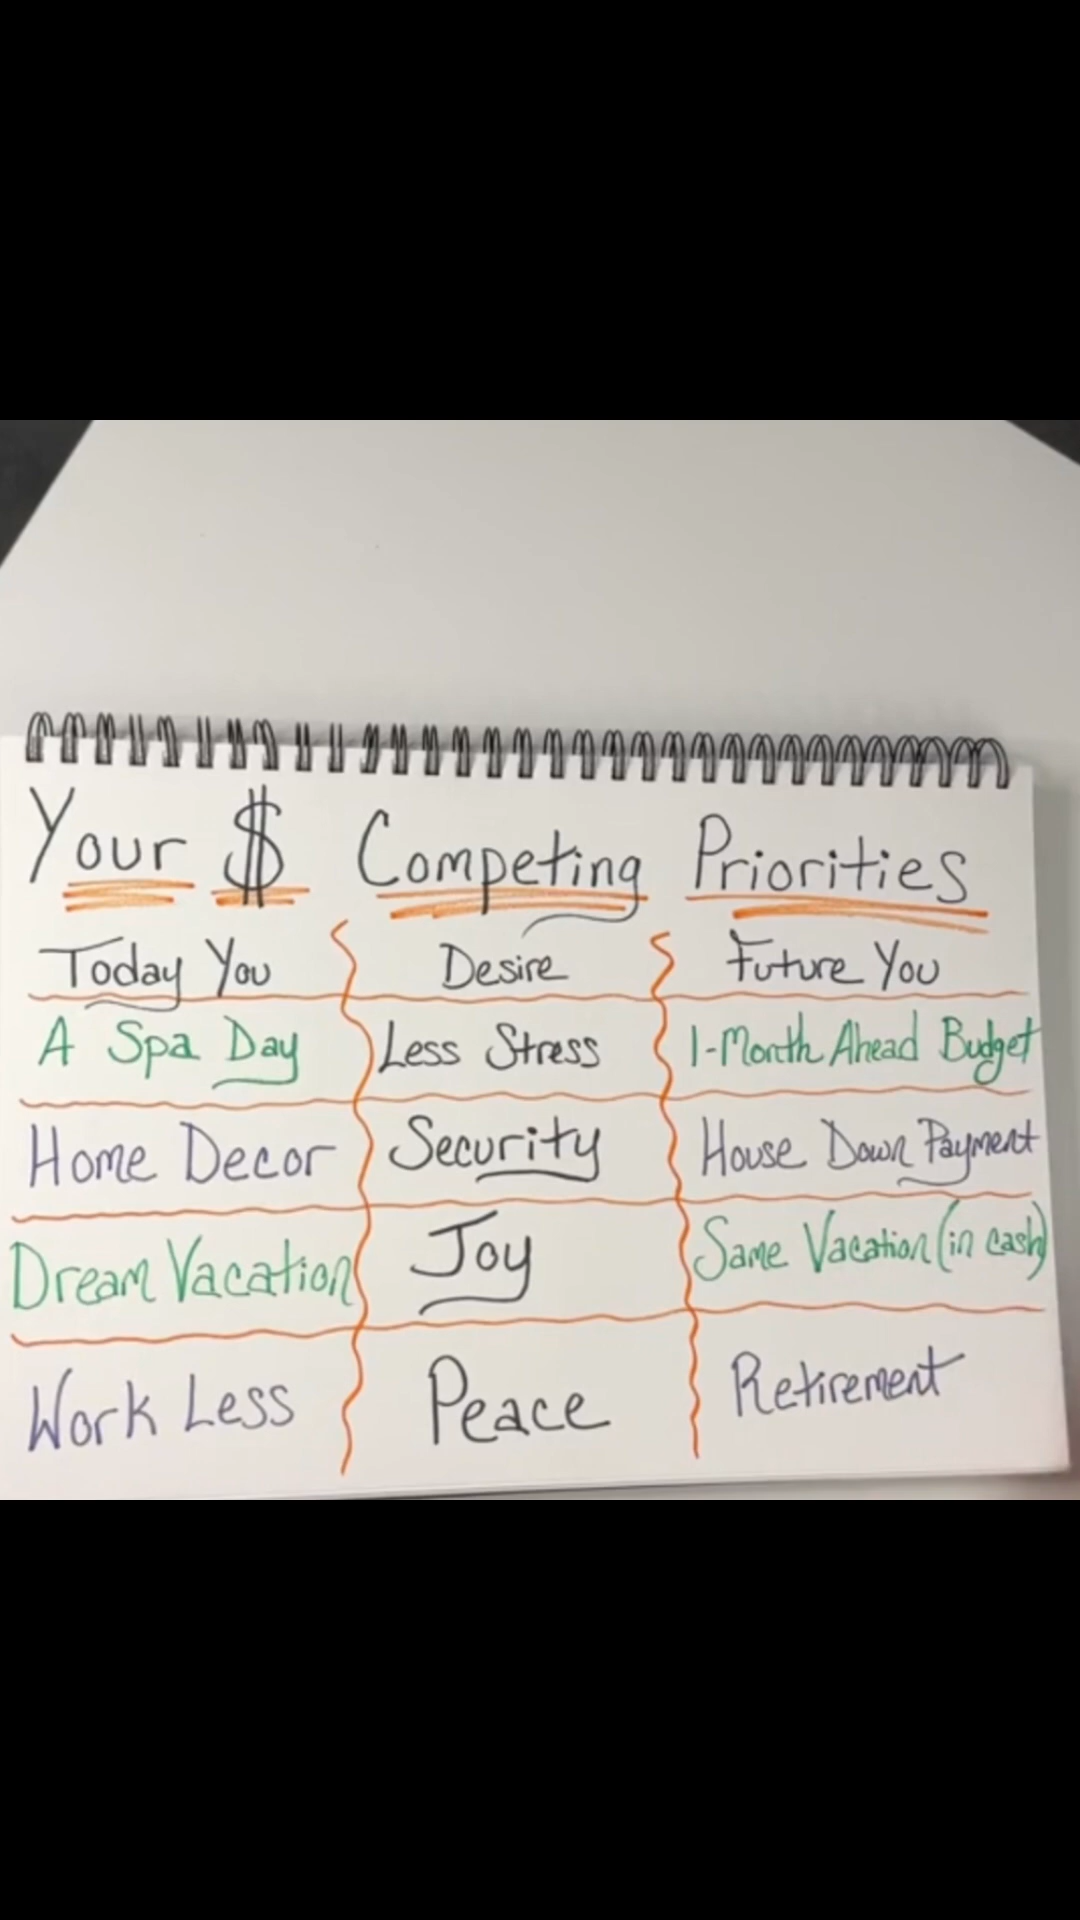 Your $ Competing Priorities
Today You Desire Future You
A Spa Day Less Stress 1-Month Ahead Budget
Home Decor Security House Down Payment
Dream Vacation Joy Same Vacation (in cash)
Work Less Peace Retirement